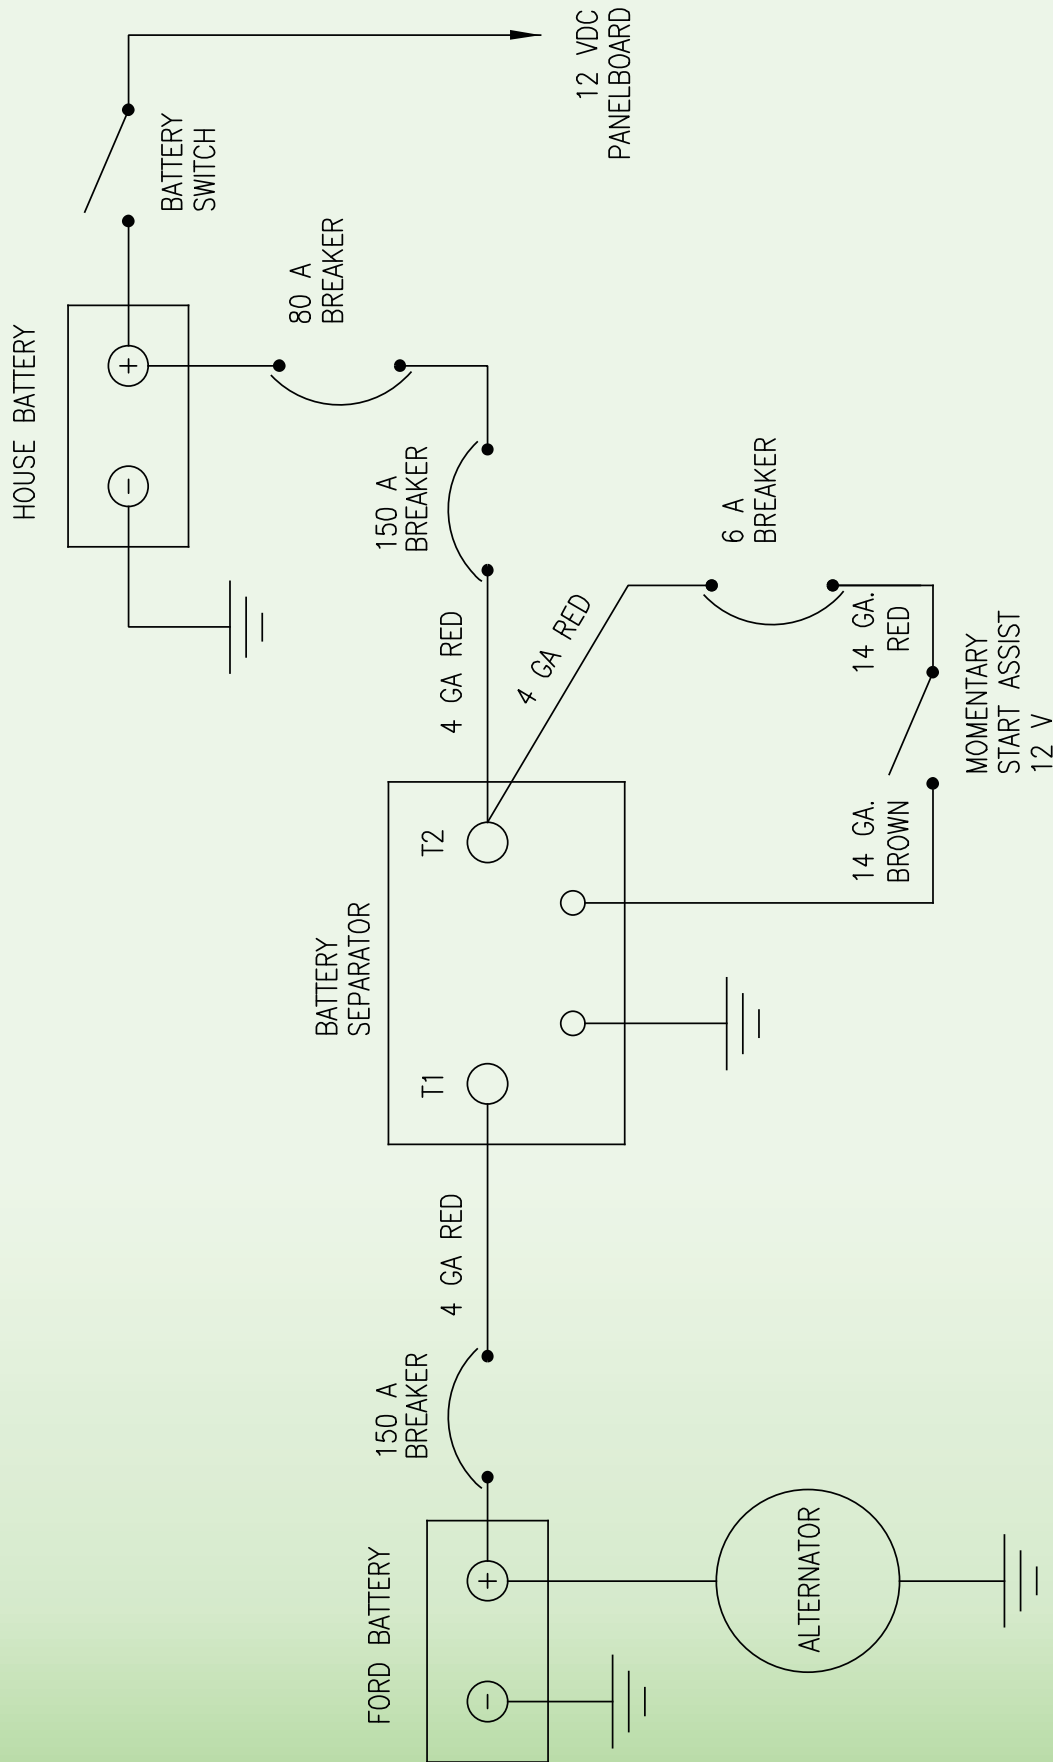 HOUSE BATTERY
BATTERY
SWITCH
12 VDC
PANELBOARD
80 A
BREAKER
150 A
BREAKER
4 GA RED
4 GA RED
6 A
BREAKER
14 GA.
RED
MOMENTARY
START ASSIST
12 V
14 GA.
BROWN
BATTERY
SEPARATOR
T2
T1
4 GA RED
150 A
BREAKER
FORD BATTERY
+
-
+
-
ALTERNATOR